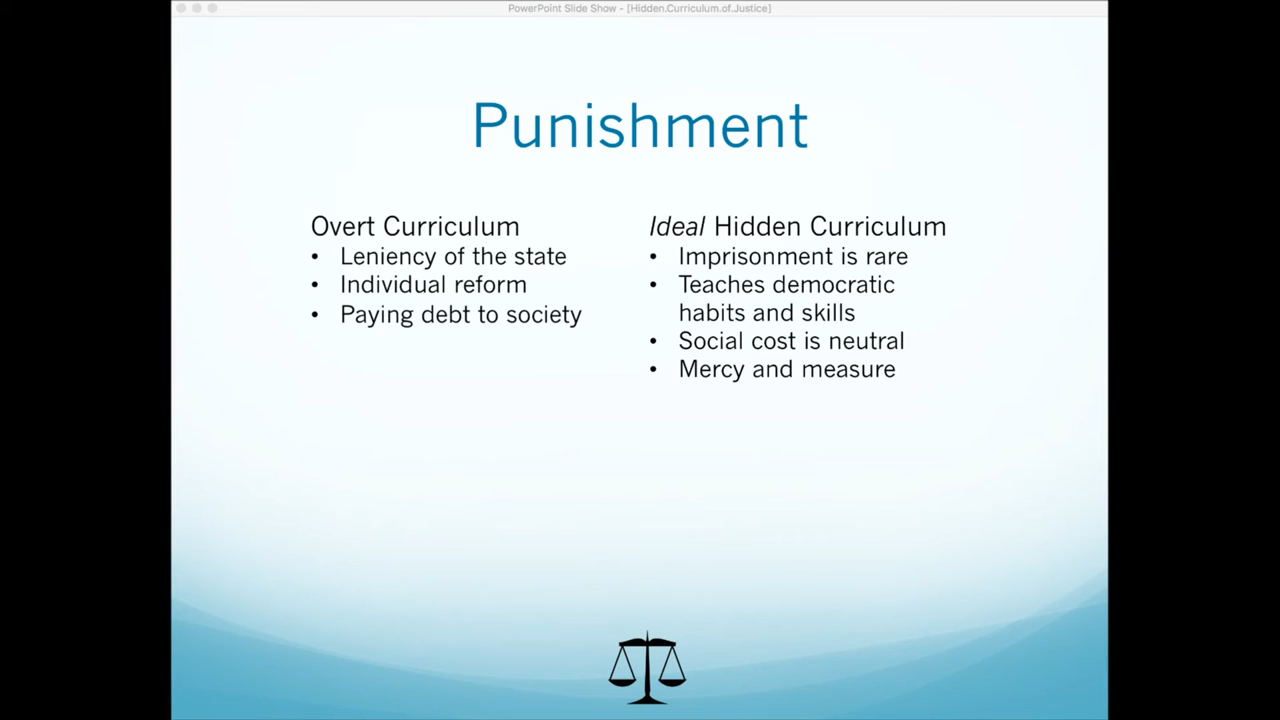 PowerPoint Slide Show - [Hidden.Curriculum.of.Justice]
Punishment
Overt Curriculum
• Leniency of the state
• Individual reform
• Paying debt to society
Ideal Hidden Curriculum
• Imprisonment is rare
• Teaches democratic
habits and skills
• Social cost is neutral
• Mercy and measure